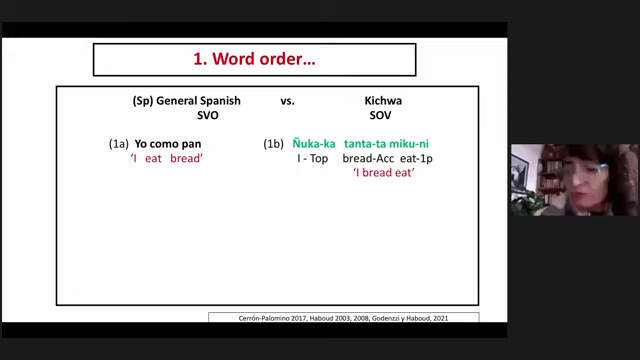 1. Word order...
(Sp) General Spanish vs. Kichwa
SVO SOV
(1a) Yo como pan (1b) Ñuka-ka tanta-ta miku-ni
'I eat bread' I - Top bread-Acc eat-1p
'I bread eat'
Cerrón-Palomino 2017, Haboud 2003, 2008, Godenzzi y Haboud, 2021